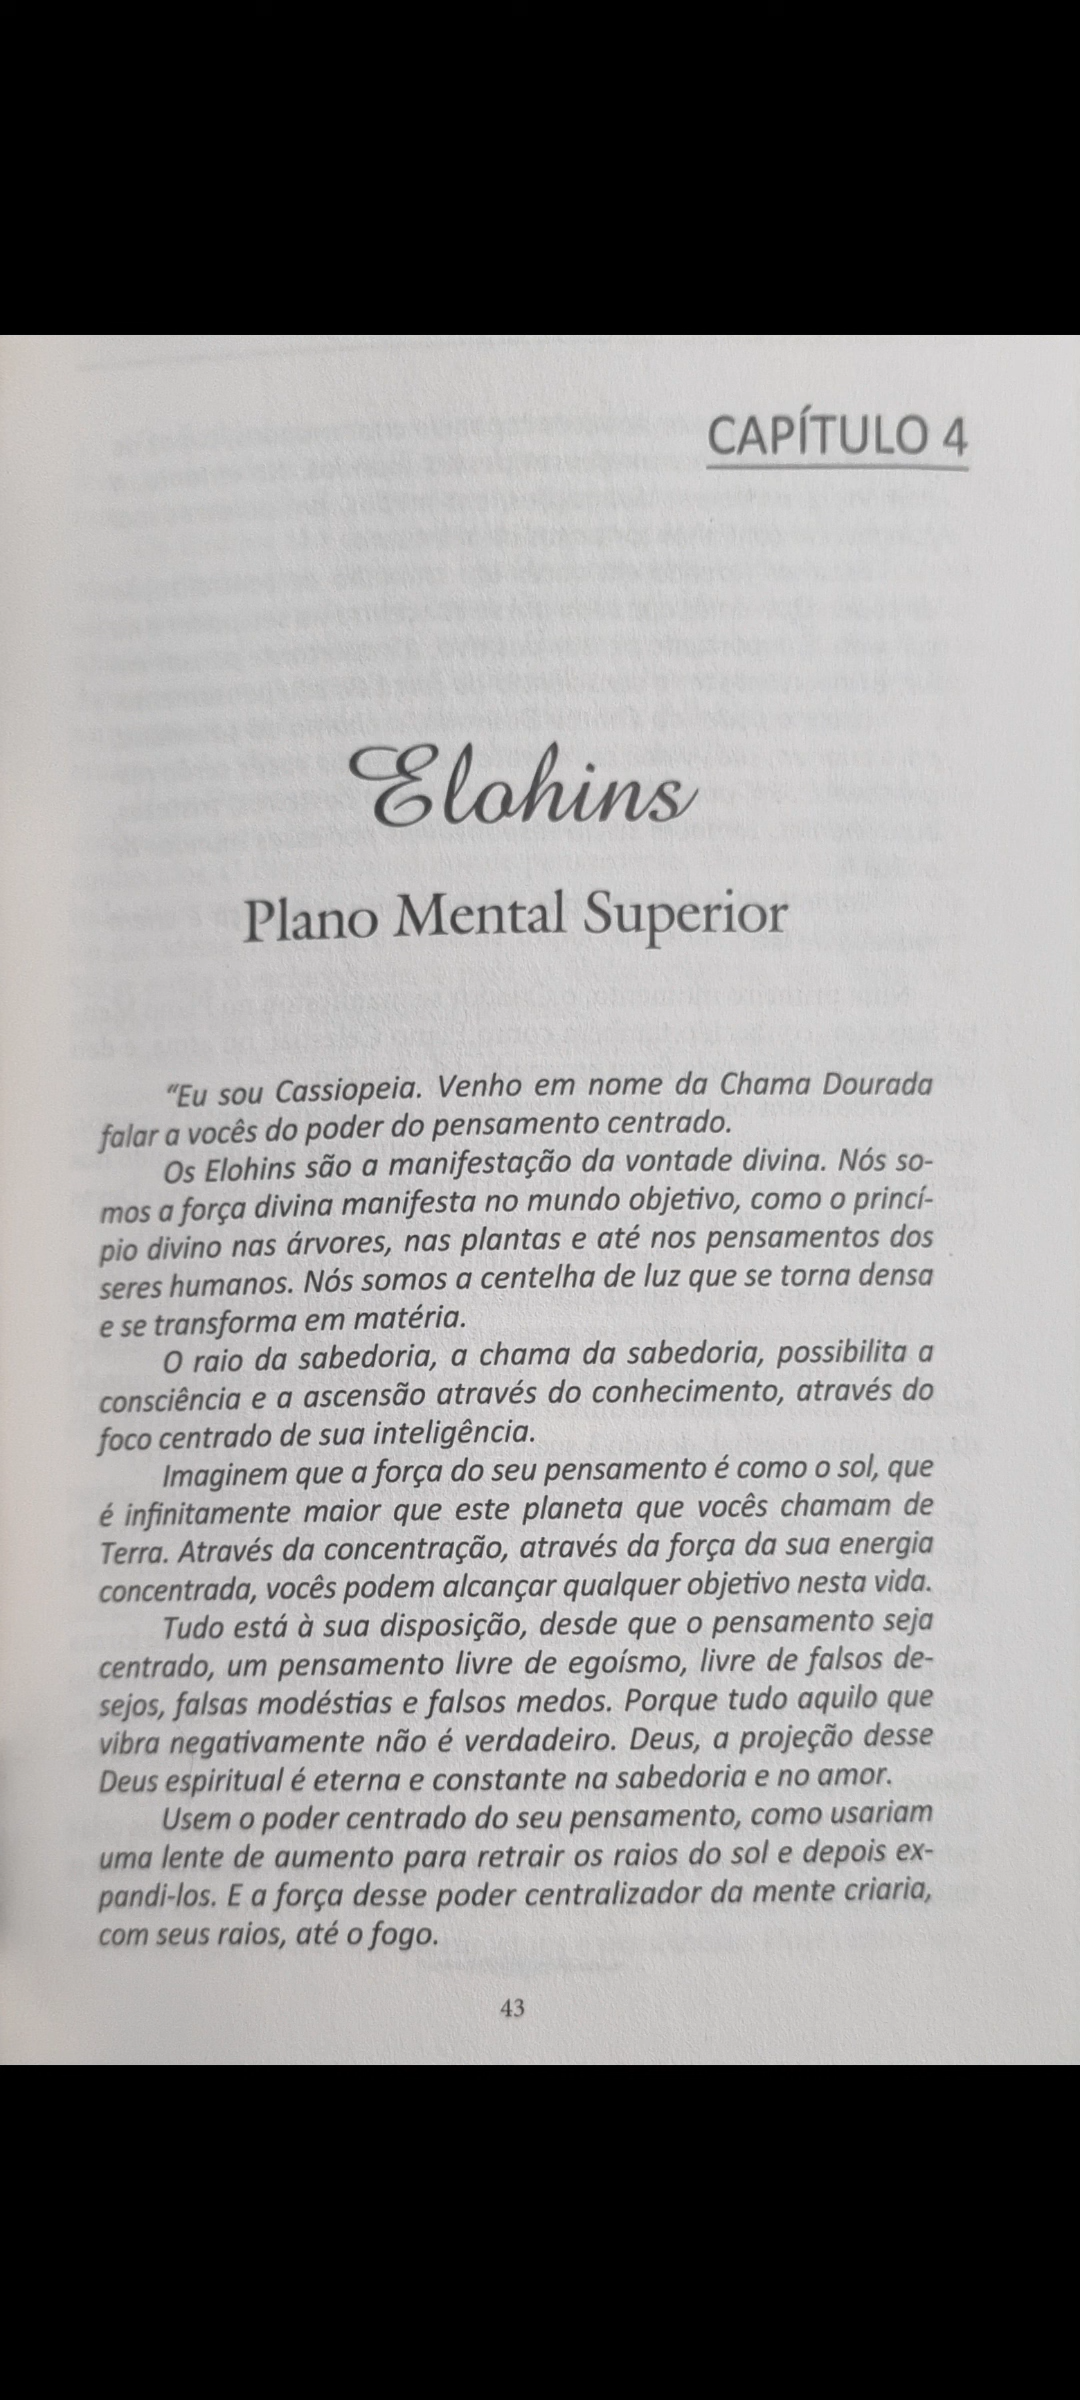 CAPÍTULO 4
Elohins
Plano Mental Superior
“Eu sou Cassiopeia. Venho em nome da Chama Dourada
falar a vocês do poder do pensamento centrado.
Os Elohins são a manifestação da vontade divina. Nós so-
mos a força divina manifesta no mundo objetivo, como o princí-
pio divino nas árvores, nas plantas e até nos pensamentos dos
seres humanos. Nós somos a centelha de luz que se torna densa
e se transforma em matéria.
O raio da sabedoria, a chama da sabedoria, possibilita a
consciência e a ascensão através do conhecimento, através do
foco centrado de sua inteligência.
Imaginem que a força do seu pensamento é como o sol, que
é infinitamente maior que este planeta que vocês chamam de
Terra. Através da concentração, através da força da sua energia
concentrada, vocês podem alcançar qualquer objetivo nesta vida.
Tudo está à sua disposição, desde que o pensamento seja
centrado, um pensamento livre de egoísmo, livre de falsos de-
sejos, falsas modéstias e falsos medos. Porque tudo aquilo que
vibra negativamente não é verdadeiro. Deus, a projeção desse
Deus espiritual é eterna e constante na sabedoria e no amor.
Usem o poder centrado do seu pensamento, como usariam
uma lente de aumento para retrair os raios do sol e depois ex-
pandi-los. E a força desse poder centralizador da mente criaria,
com seus raios, até o fogo.
43